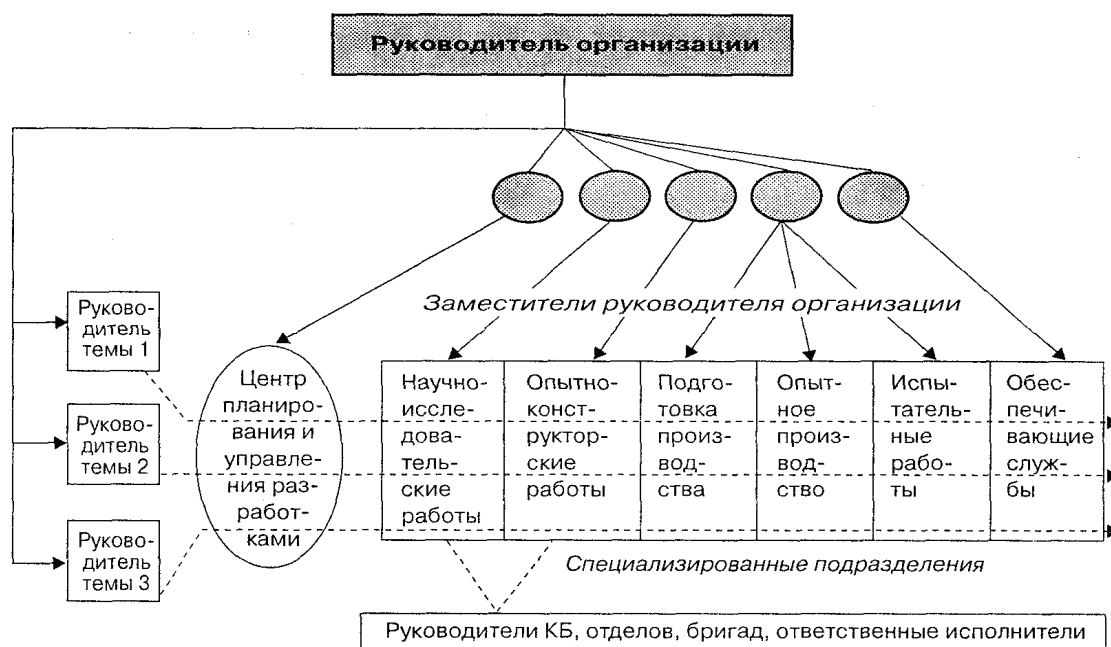 Руководитель организации
Заместители руководителя организации
Руково-
дитель
темы 1
Руково-
дитель
темы 2
Руково-
дитель
темы 3
Центр
планиро-
вания и
управле-
ния раз-
работ-
ками
Научно-
иссле-
дова-
тель-
ские
работы
Опытно-
конст-
руктор-
ские
работы
Подго-
товка
произ-
вод-
ства
Опыт-
ное
произ-
вод-
ство
Испы-
татель-
ные
рабо-
ты
Обес-
печи-
вающие
служ-
бы
Специализированные подразделения
Руководители КБ, отделов, бригад, ответственные исполнители